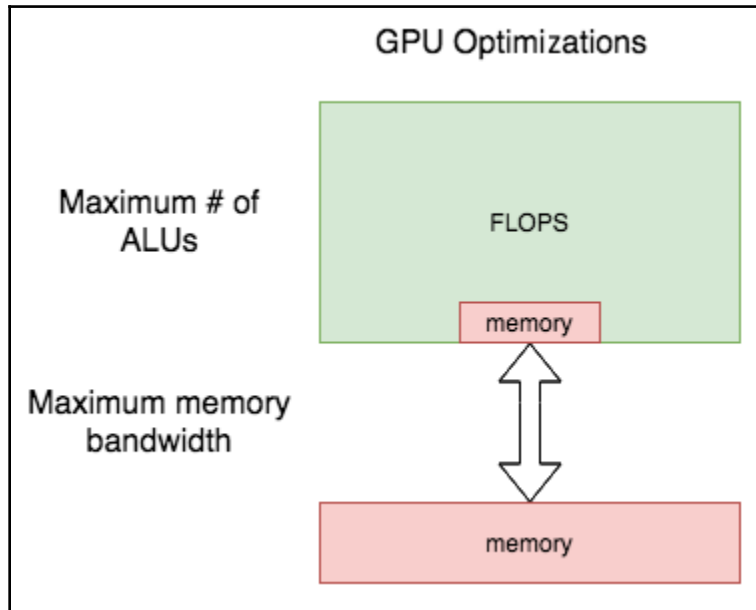 GPU Optimizations
Maximum # of
ALUs
FLOPS
memory
Maximum memory
bandwidth
memory